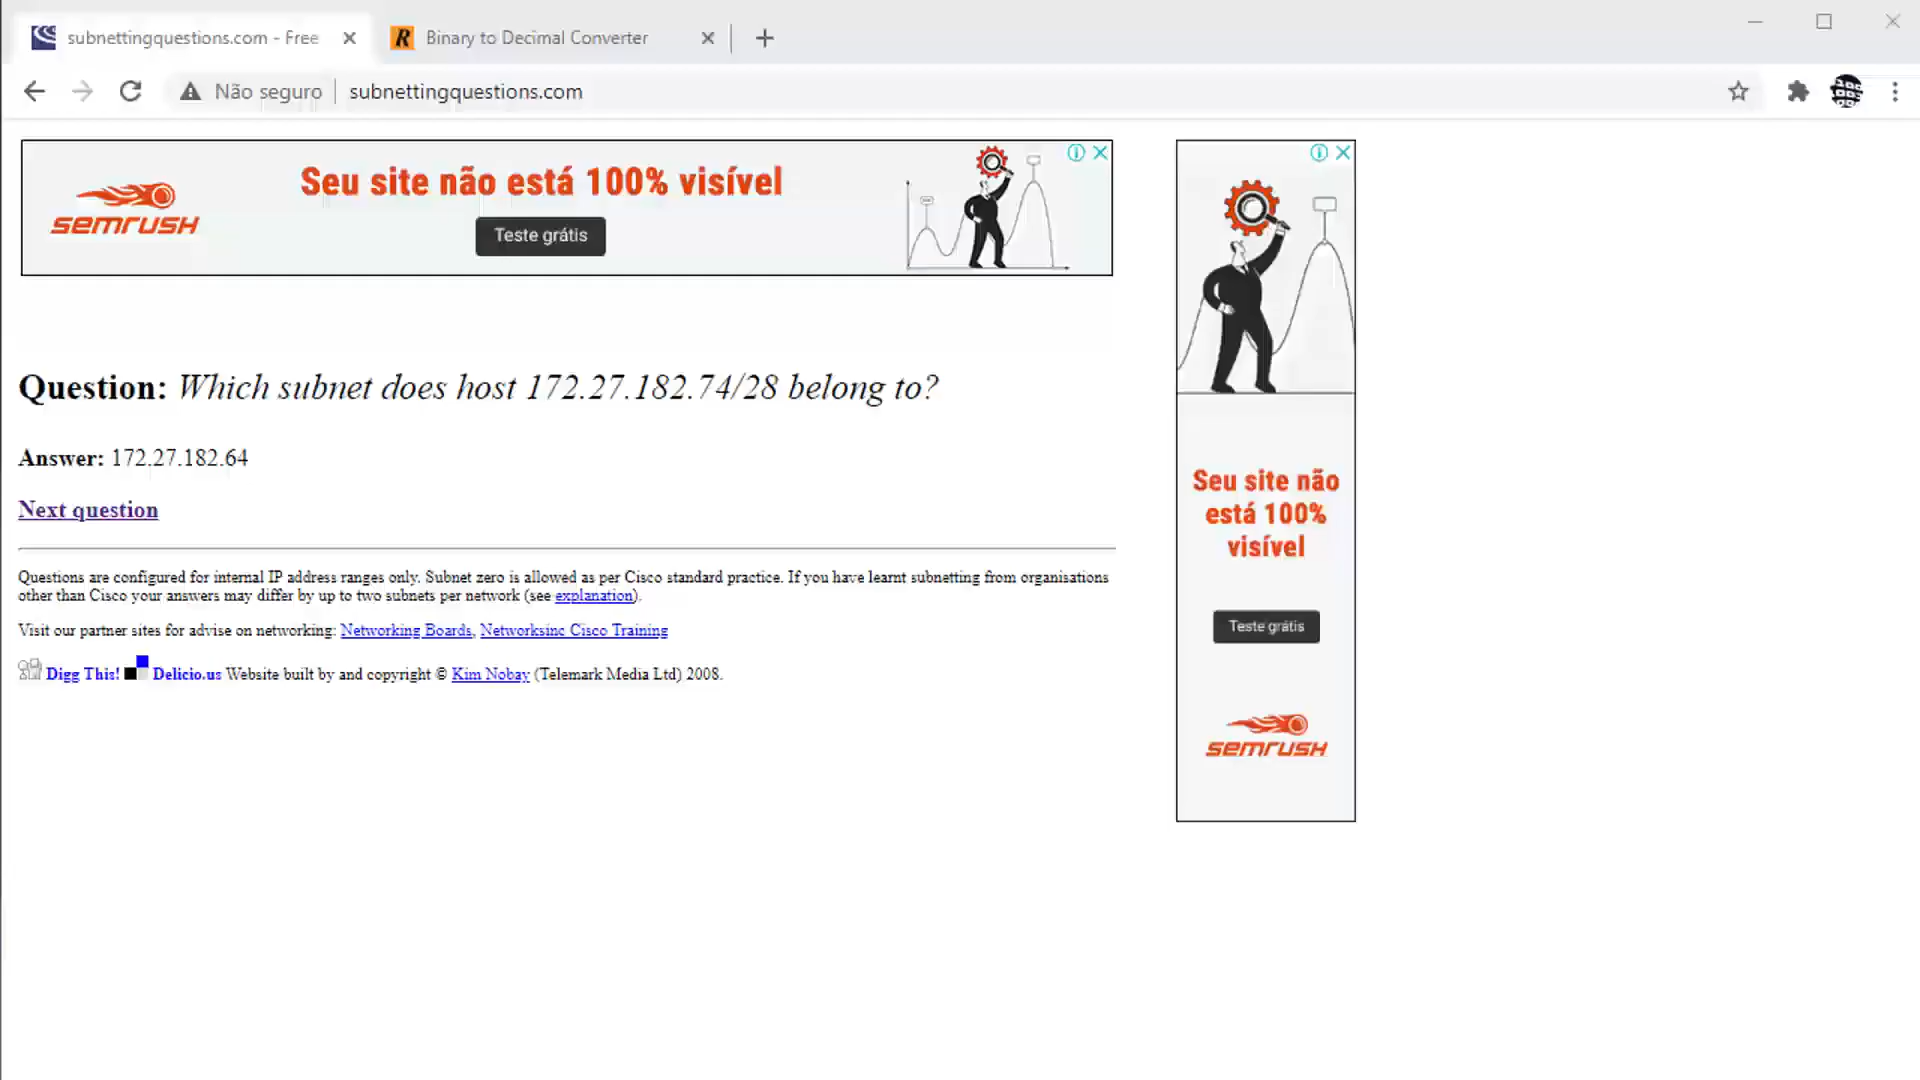 subnettingquestions.com - Free
Binary to Decimal Converter
Não seguro
subnettingquestions.com
Seu site não está 100% visível
semrush
Teste grátis
Question: Which subnet does host 172.27.182.74/28 belong to?
Answer: 172.27.182.64
Next question
Questions are configured for internal IP address ranges only. Subnet zero is allowed as per Cisco standard practice. If you have learnt subnetting from organisations
other than Cisco your answers may differ by up to two subnets per network (see explanation).
Visit our partner sites for advise on networking: Networking Boards, Networksinc Cisco Training
Digg This! Delicio.us Website built by and copyright © Kim Nobay (Telemark Media Ltd) 2008.
Seu site não
está 100%
visível
Teste grátis
semrush